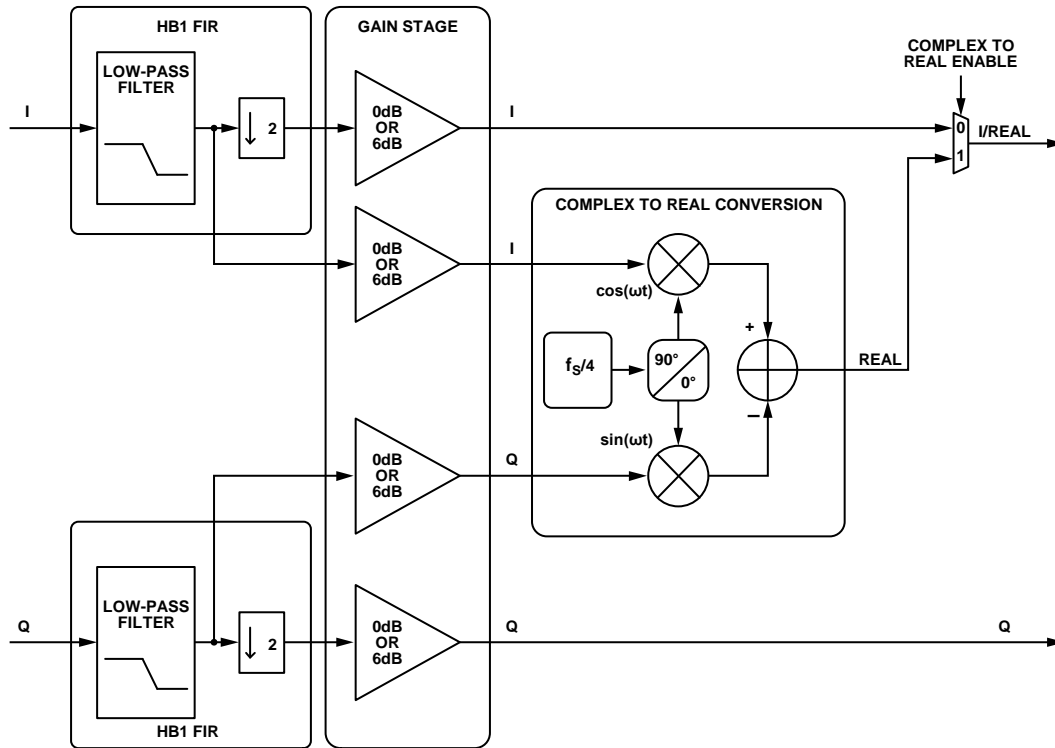 HB1 FIR
GAIN STAGE
LOW-PASS
FILTER
COMPLEX TO
REAL ENABLE
I
2
0dB
OR
6dB
I
0
1
I/REAL
COMPLEX TO REAL CONVERSION
0dB
OR
6dB
I
cos(ωt)
+
fS/4
90°
0°
REAL
–
sin(ωt)
0dB
OR
6dB
Q
LOW-PASS
FILTER
Q
2
0dB
OR
6dB
Q
Q
HB1 FIR